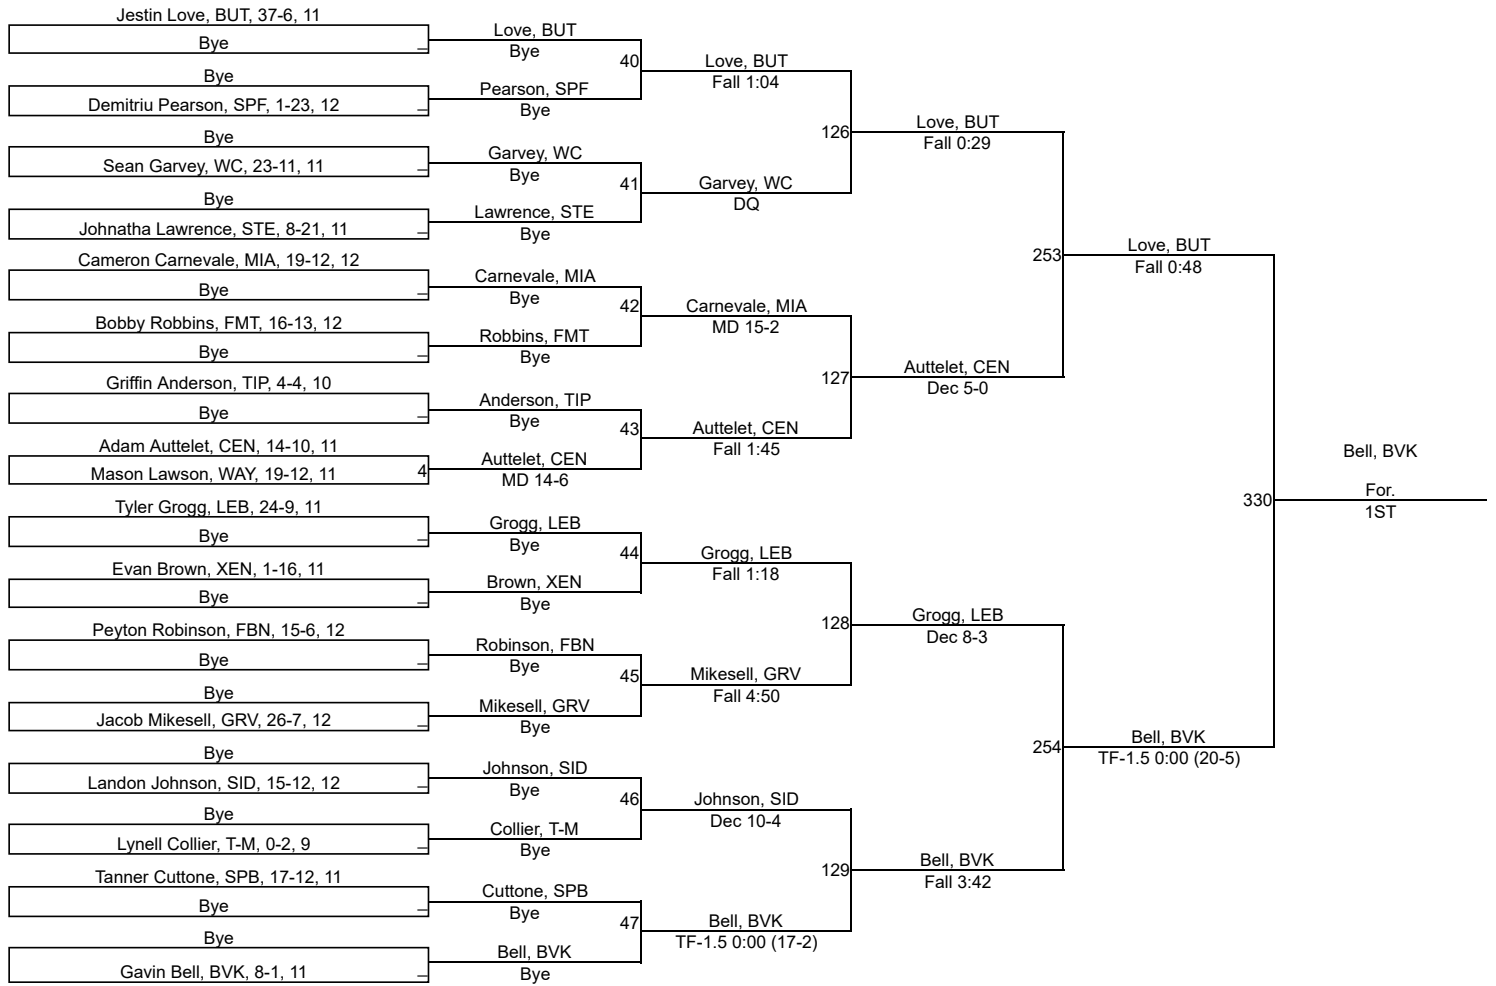 Jestin Love, BUT, 37-6, 11
Bye
_
Bye
Demitriu Pearson, SPF, 1-23, 12
_
Bye
Sean Garvey, WC, 23-11, 11
_
Bye
Johnatha Lawrence, STE, 8-21, 11
_
Cameron Carnevale, MIA, 19-12, 12
Bye
_
Bobby Robbins, FMT, 16-13, 12
Bye
_
Griffin Anderson, TIP, 4-4, 10
Bye
_
Adam Auttelet, CEN, 14-10, 11
Mason Lawson, WAY, 19-12, 11
4
Tyler Grogg, LEB, 24-9, 11
Bye
_
Evan Brown, XEN, 1-16, 11
Bye
_
Peyton Robinson, FBN, 15-6, 12
Bye
_
Bye
Jacob Mikesell, GRV, 26-7, 12
_
Bye
Landon Johnson, SID, 15-12, 12
_
Bye
Lynell Collier, T-M, 0-2, 9
_
Tanner Cuttone, SPB, 17-12, 11
Bye
_
Bye
Gavin Bell, BVK, 8-1, 11
_
Love, BUT
Bye
40
Pearson, SPF
Bye
Garvey, WC
Bye
41
Lawrence, STE
Bye
Carnevale, MIA
Bye
42
Robbins, FMT
Bye
Anderson, TIP
Bye
43
Auttelet, CEN
MD 14-6
Grogg, LEB
Bye
44
Brown, XEN
Bye
Robinson, FBN
Bye
45
Mikesell, GRV
Bye
Johnson, SID
Bye
46
Collier, T-M
Bye
Cuttone, SPB
Bye
47
Bell, BVK
Bye
Love, BUT
Fall 1:04
126
Garvey, WC
DQ
Carnevale, MIA
MD 15-2
127
Auttelet, CEN
Fall 1:45
Grogg, LEB
Fall 1:18
128
Mikesell, GRV
Fall 4:50
Johnson, SID
Dec 10-4
129
Bell, BVK
TF-1.5 0:00 (17-2)
Love, BUT
Fall 0:29
253
Auttelet, CEN
Dec 5-0
Grogg, LEB
Dec 8-3
254
Bell, BVK
Fall 3:42
Love, BUT
Fall 0:48
330
Bell, BVK
TF-1.5 0:00 (20-5)
Bell, BVK
For.
1ST